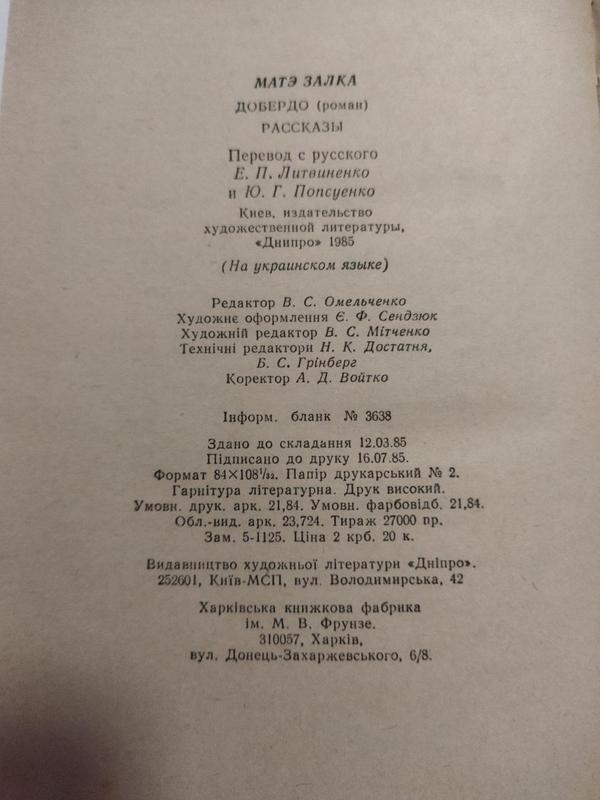 МАТЭ ЗАЛКА
ДОБЕРДО (роман)
РАССКАЗЫ
Перевод с русского
Е. П. Литвиненко
и Ю. Г. Попсуенко
Киев, издательство
художественной литературы,
«Дніпро» 1985
(На украинском языке)
Редактор В. С. Омельченко
Художнє оформлення Є. Ф. Сендзюк
Художній редактор В. С. Мітченко
Технічні редактори Н. К. Достатня,
Б. С. Грінберг
Коректор А. Д. Войтко
Інформ. бланк № 3638
Здано до складання 12.03.85
Підписано до друку 16.07.85.
Формат 84×108¹/₃₂. Папір друкарський № 2.
Гарнітура літературна. Друк високий.
Умовн. друк. арк. 21,84. Умовн. фарбовідб. 21,84.
Обл.-вид. арк. 23,724. Тираж 27000 пр.
Зам. 5-1125. Ціна 2 крб. 20 к.
Видавництво художньої літератури «Дніпро».
252601, Київ-МСП, вул. Володимирська, 42
Харківська книжкова фабрика
ім. М. В. Фрунзе.
310057, Харків,
вул. Донець-Захаржевського, 6/8.